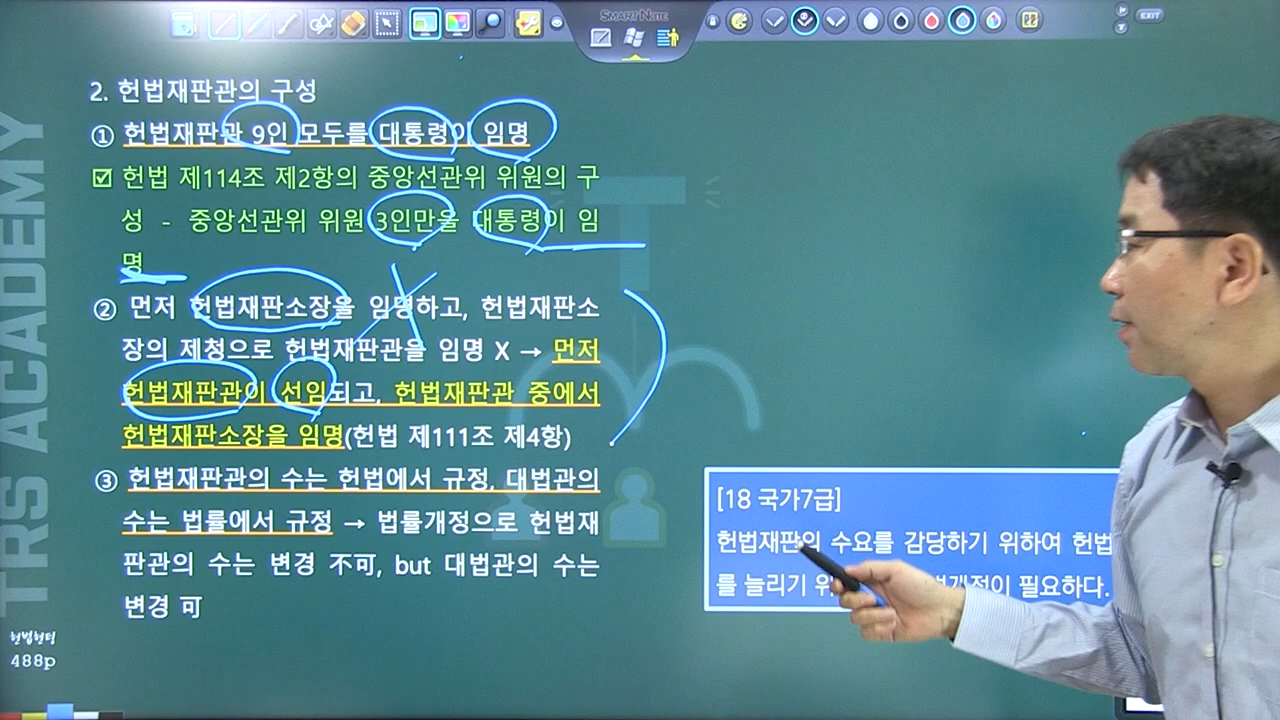 SMART NOTE
EXIT
TRS ACADEMY
2. 헌법재판관의 구성
① 헌법재판관 9인 모두를 대통령이 임명
☑ 헌법 제114조 제2항의 중앙선관위 위원의 구
성 - 중앙선관위 위원 3인만을 대통령이 임
명
② 먼저 헌법재판소장을 임명하고, 헌법재판소
장의 제청으로 헌법재판관을 임명 X → 먼저
헌법재판관이 선임되고, 헌법재판관 중에서
헌법재판소장을 임명(헌법 제111조 제4항)
③ 헌법재판관의 수는 헌법에서 규정, 대법관의
수는 법률에서 규정 → 법률개정으로 헌법재
판관의 수는 변경 不可, but 대법관의 수는
변경 可
헌법헌팅
488p
[18 국가7급]
헌법재판의 수요를 감당하기 위하여 헌법
를 늘리기 필요하다.